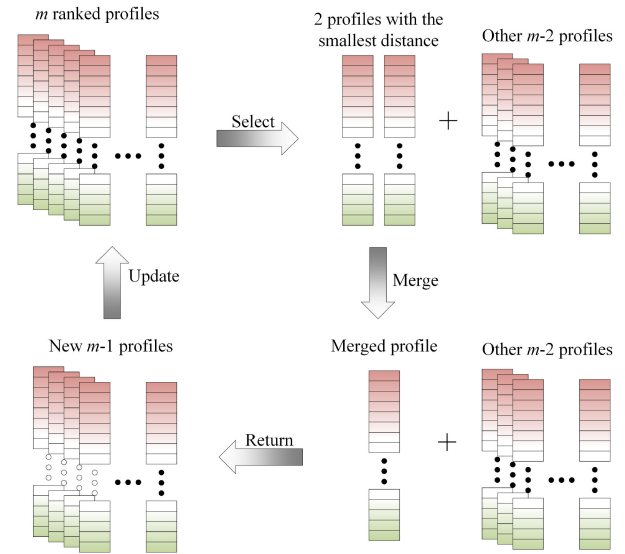 m ranked profiles
2 profiles with the
smallest distance
Other m-2 profiles
Select
+
Update
Merge
New m-1 profiles
Merged profile
Other m-2 profiles
Return
+